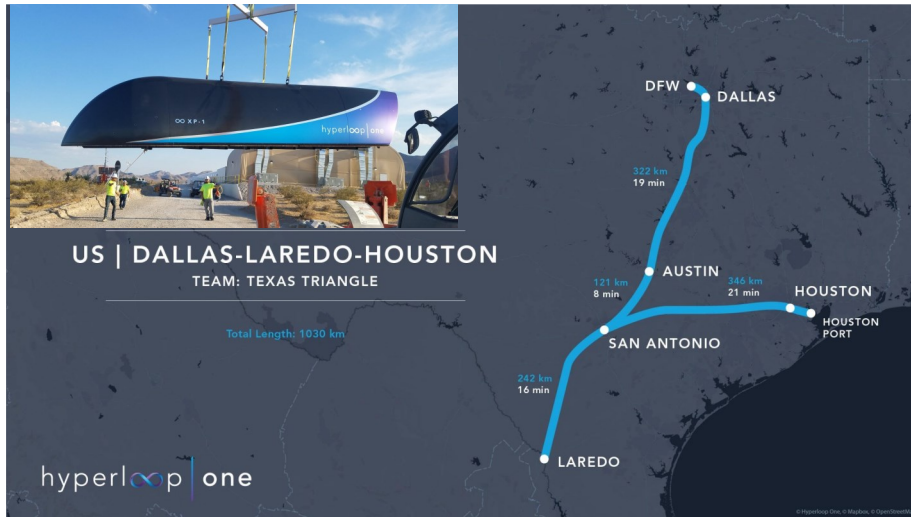 ∞ XP-1
hyperloop | one
US | DALLAS-LAREDO-HOUSTON
TEAM: TEXAS TRIANGLE
Total Length: 1030 km
DFW
DALLAS
322 km
19 min
AUSTIN
121 km
8 min
346 km
21 min
HOUSTON
HOUSTON
PORT
SAN ANTONIO
242 km
16 min
LAREDO
hyperloop | one
© Hyperloop One, © Mapbox, © OpenStreetM